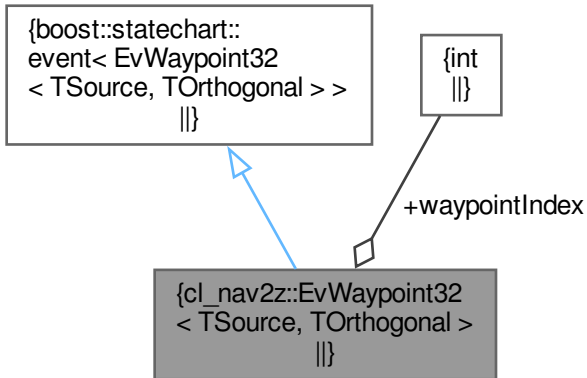 {boost::statechart::
event< EvWaypoint32
< TSource, TOrthogonal > >
||}
{int
||}
+waypointIndex
{cl_nav2z::EvWaypoint32
< TSource, TOrthogonal >
||}